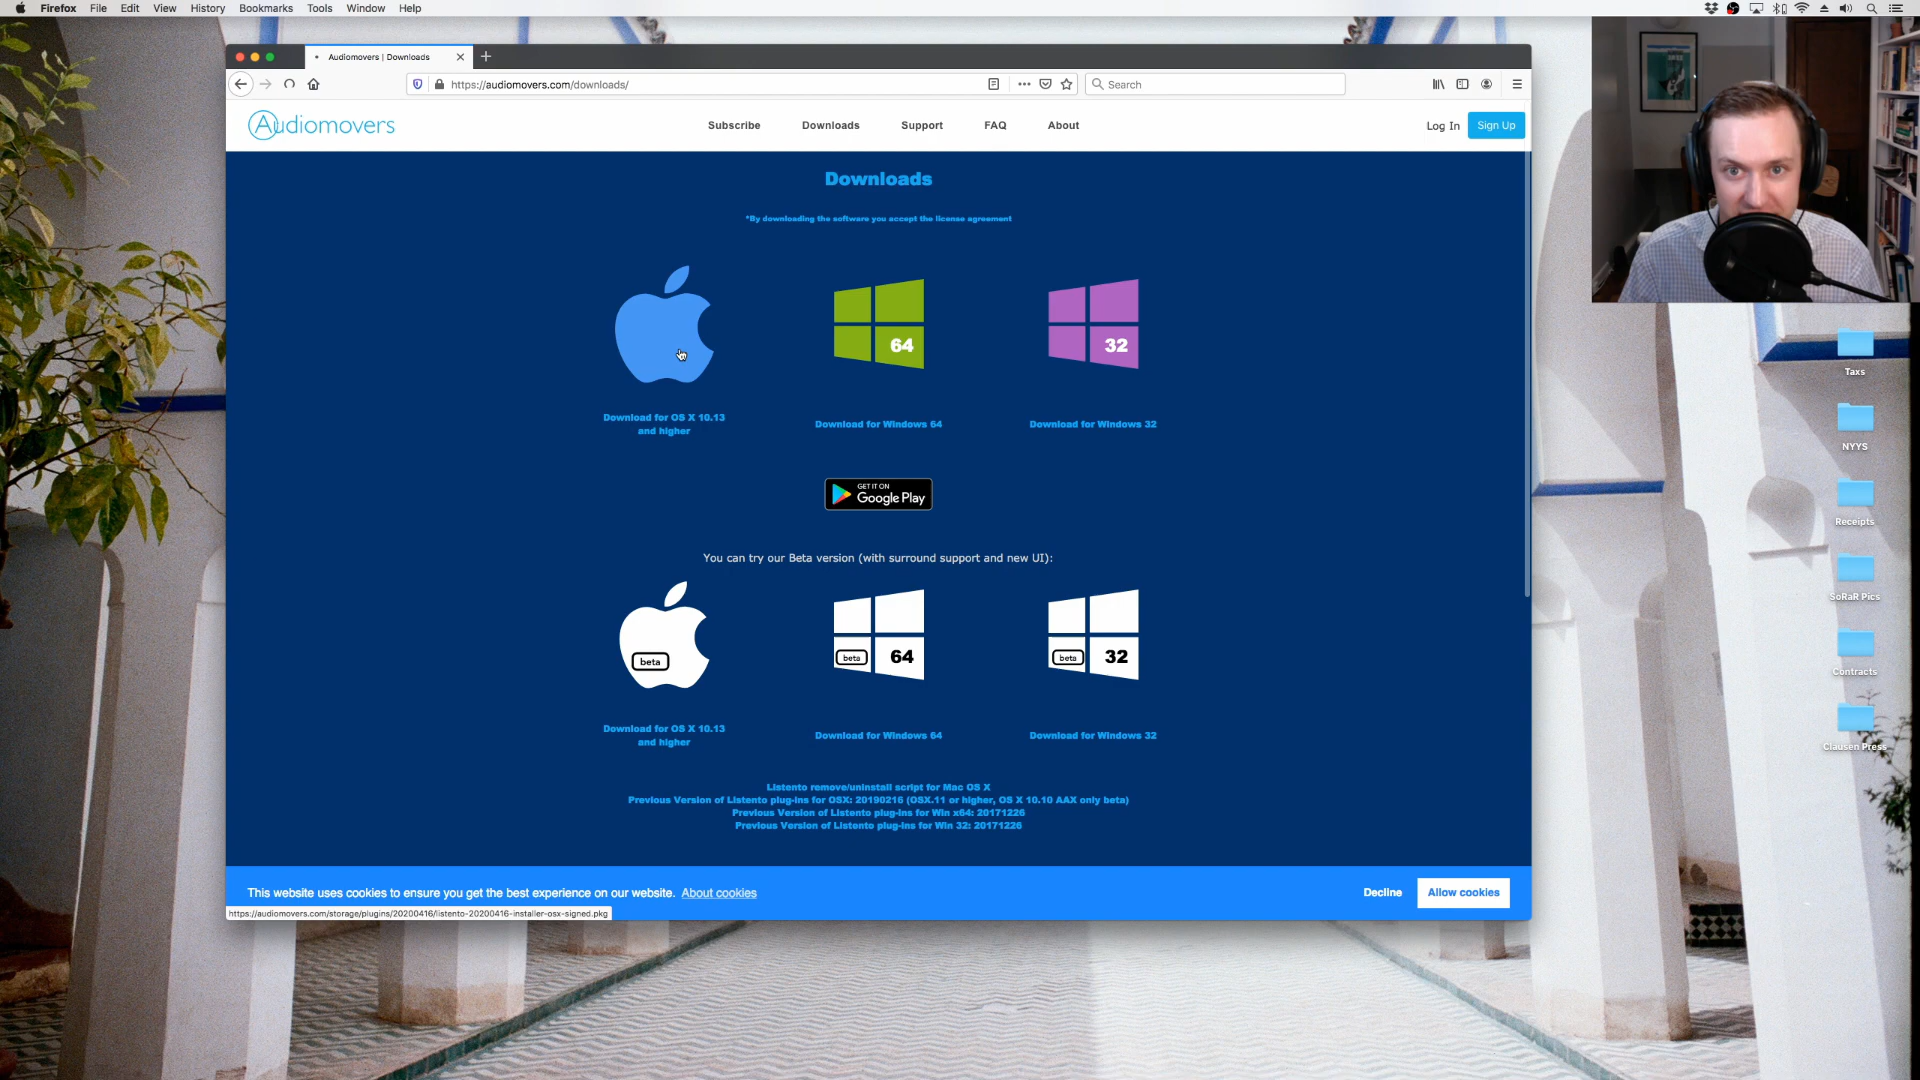 Firefox File Edit View History Bookmarks Tools Window Help
Audiomovers | Downloads
https://audiomovers.com/downloads/
Search
Audiomovers
Subscribe Downloads Support FAQ About
Log In Sign Up
Downloads
*By downloading the software you accept the license agreement
64
32
Download for OS X 10.13
and higher
Download for Windows 64
Download for Windows 32
GET IT ON
Google Play
You can try our Beta version (with surround support and new UI):
beta
beta 64
beta 32
Download for OS X 10.13
and higher
Download for Windows 64
Download for Windows 32
Listento remove/uninstall script for Mac OS X
Previous Version of Listento plug-ins for OSX: 20190216 (OSX.11 or higher, OS X 10.10 AAX only beta)
Previous Version of Listento plug-ins for Win x64: 20171226
Previous Version of Listento plug-ins for Win 32: 20171226
This website uses cookies to ensure you get the best experience on our website. About cookies
Decline Allow cookies
https://audiomovers.com/storage/plugins/20200416/listento-20200416-installer-osx-signed.pkg
Taxs
NYYS
Receipts
SoRaR Pics
Contracts
Clausen Press